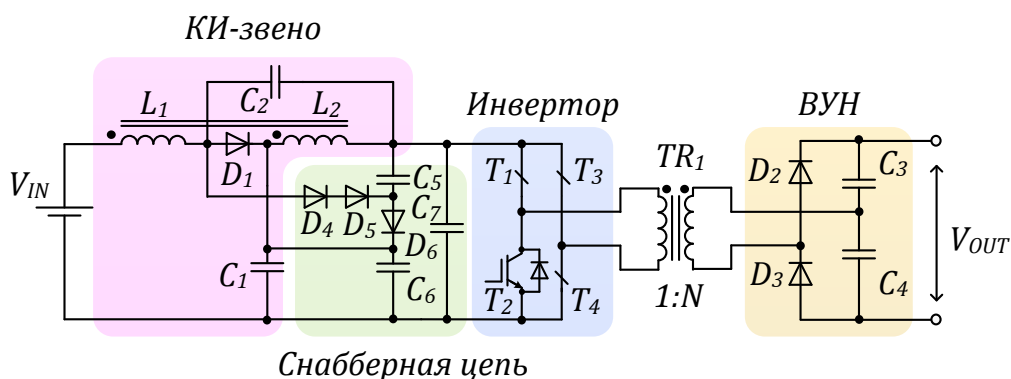 КИ-звено
C2
L1
L2
Инвертор
ВУН
VIN
D1
C5
T1
T3
TR1
D2
C3
D4
D5
C7
D6
VOUT
C1
C6
T2
T4
1:N
D3
C4
Снабберная цепь